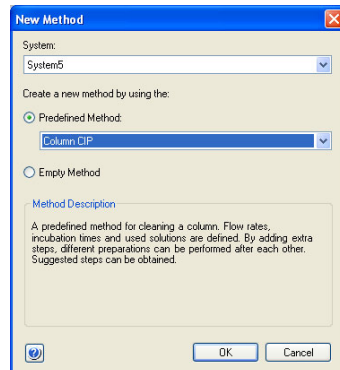 New Method
System:
System5
Create a new method by using the:
Predefined Method:
Column CIP
Empty Method
Method Description
A predefined method for cleaning a column. Flow rates,
incubation times and used solutions are defined. By adding extra
steps, different preparations can be performed after each other.
Suggested steps can be obtained.
OK
Cancel